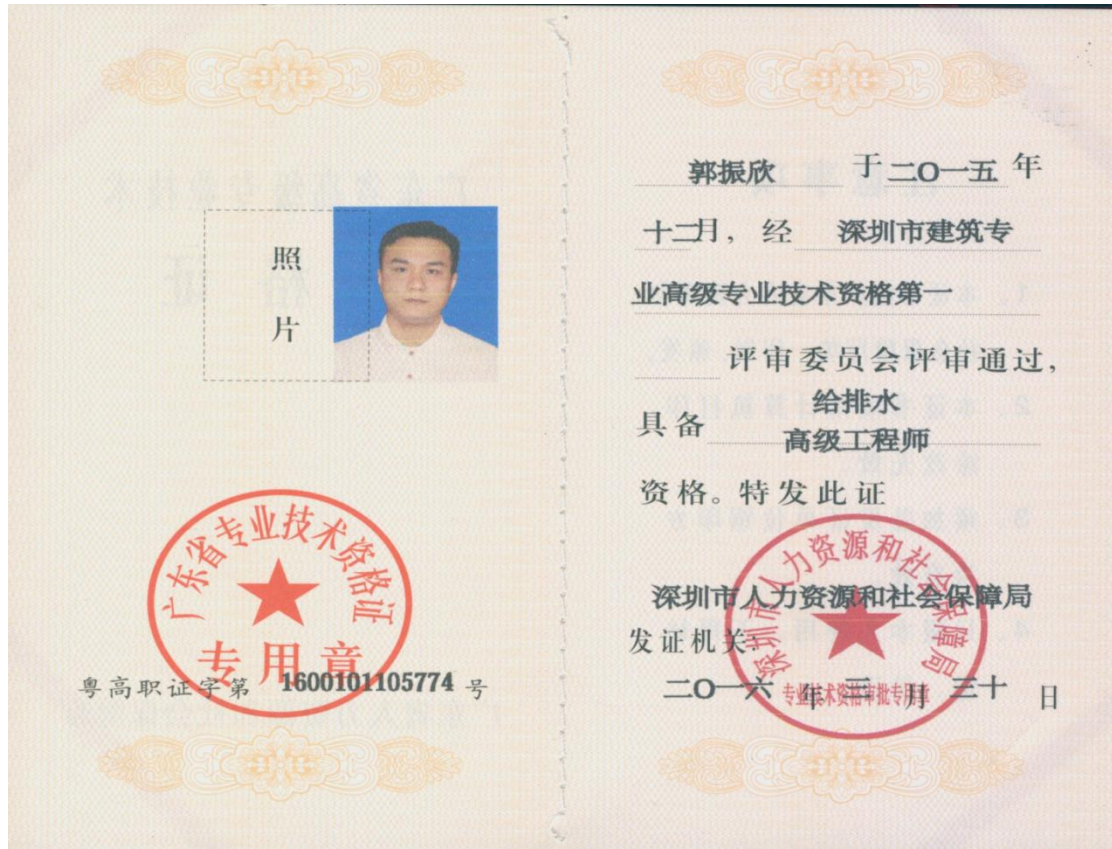 照
片
广东省专业技术资格证
专用章
粤高职证字第 1600101105774 号
郭振欣 于 二O一五 年
十二月，经 深圳市建筑专
业高级专业技术资格第一
评审委员会评审通过，
具备 给排水
高级工程师
资格。特发此证
深圳市人力资源和社会保障局
深圳市人力资源和社会保障局
发证机关：
专业技术资格审批专用章
二O一六 年 三 月 三十 日